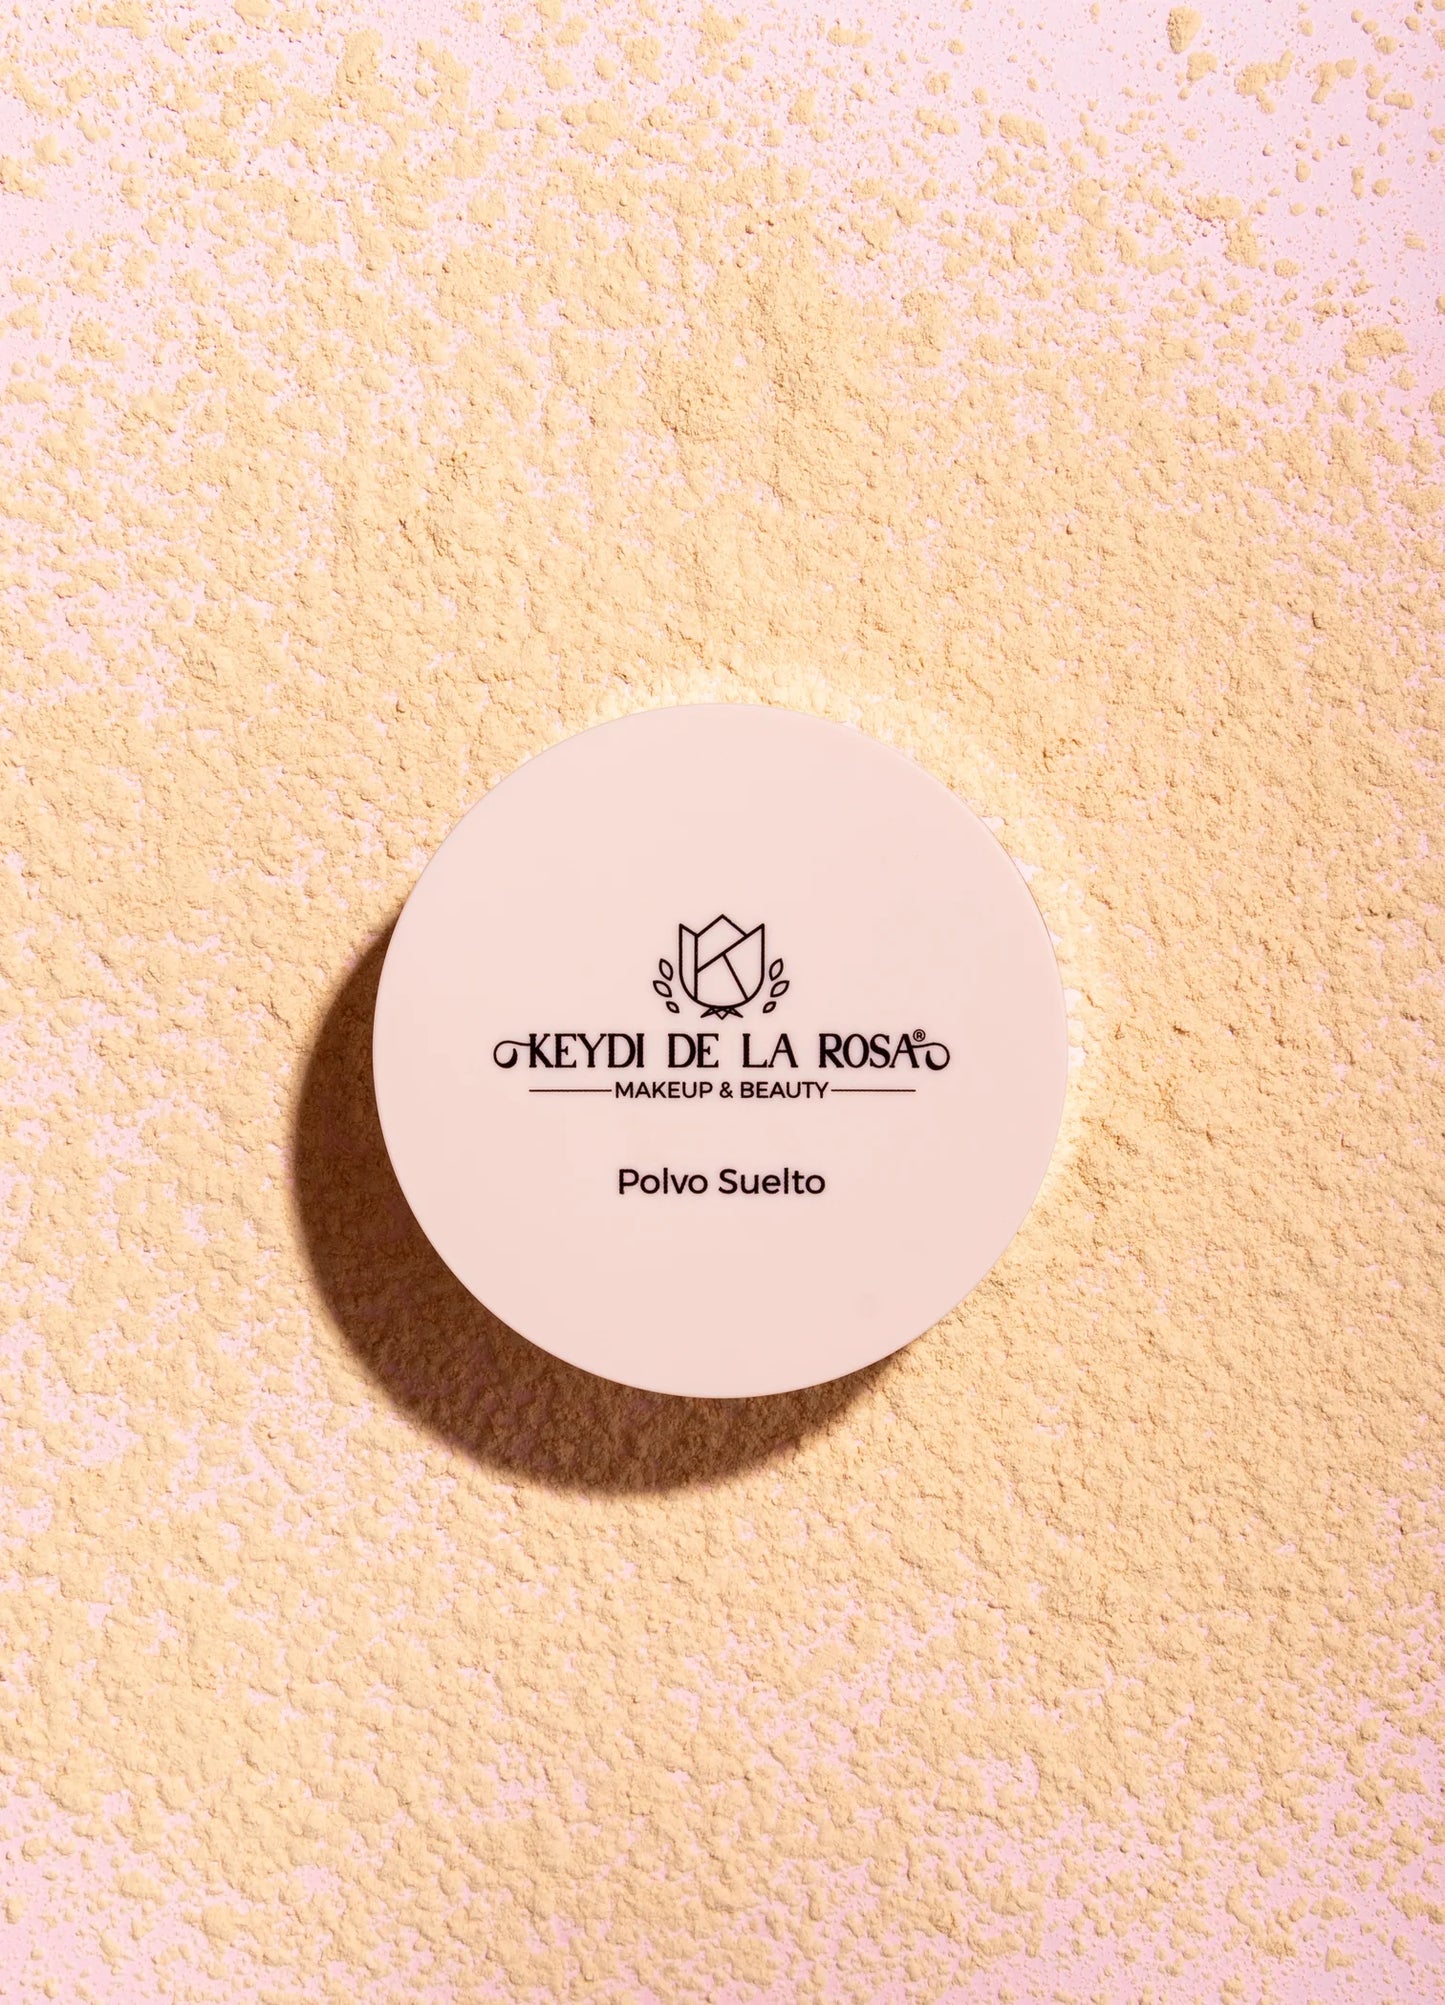 KEYDI DE LA ROSA®
MAKEUP & BEAUTY
Polvo Suelto